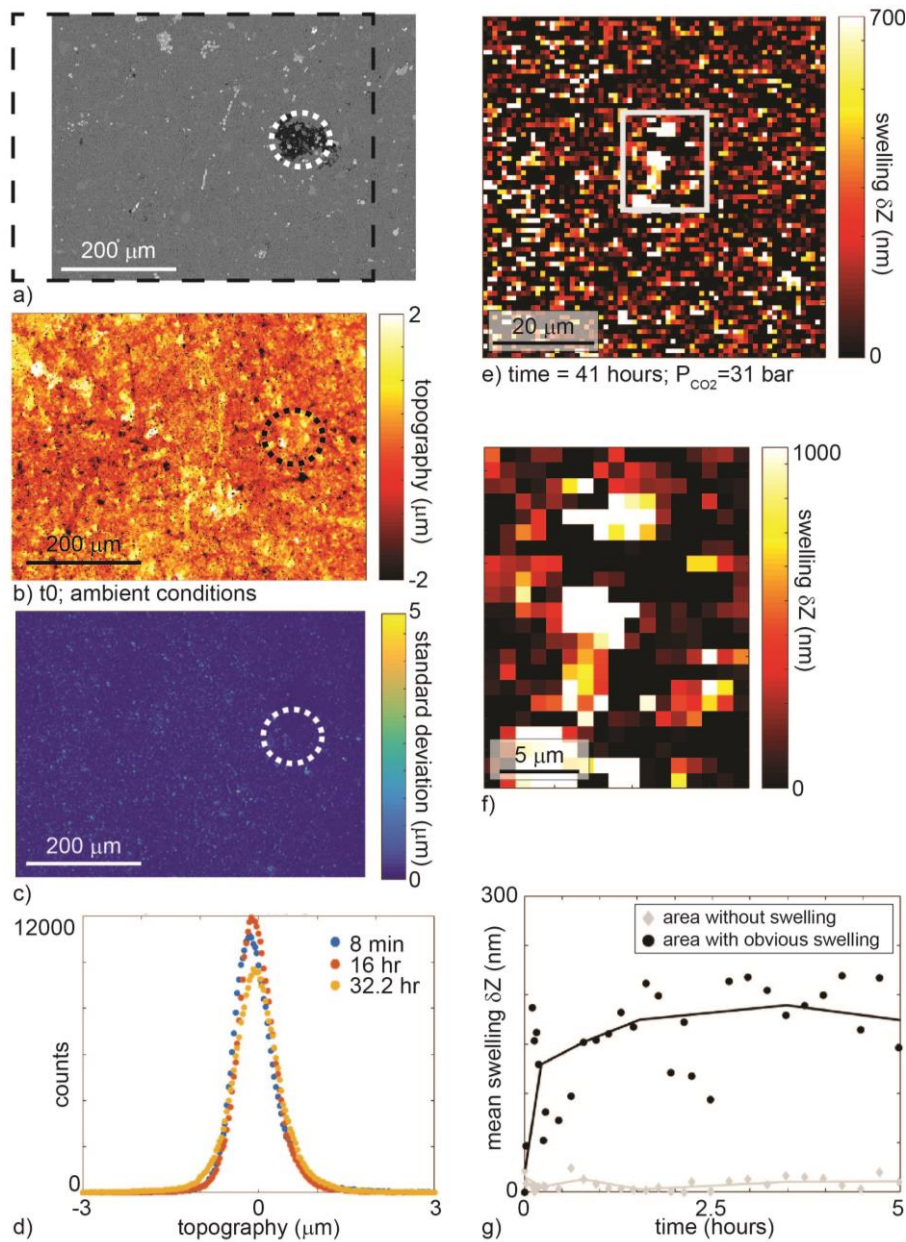 200 μm
a)
2
topography (μm)
-2
200 μm
b) t0; ambient conditions
5
standard deviation (μm)
0
200 μm
c)
12000
counts
0
8 min
16 hr
32.2 hr
-3
0
3
d)
topography (μm)
700
swelling δZ (nm)
0
20 μm
e) time = 41 hours; P_CO2=31 bar
1000
swelling δZ (nm)
0
5 μm
f)
300
mean swelling δZ (nm)
0
area without swelling
area with obvious swelling
0
2.5
5
g)
time (hours)